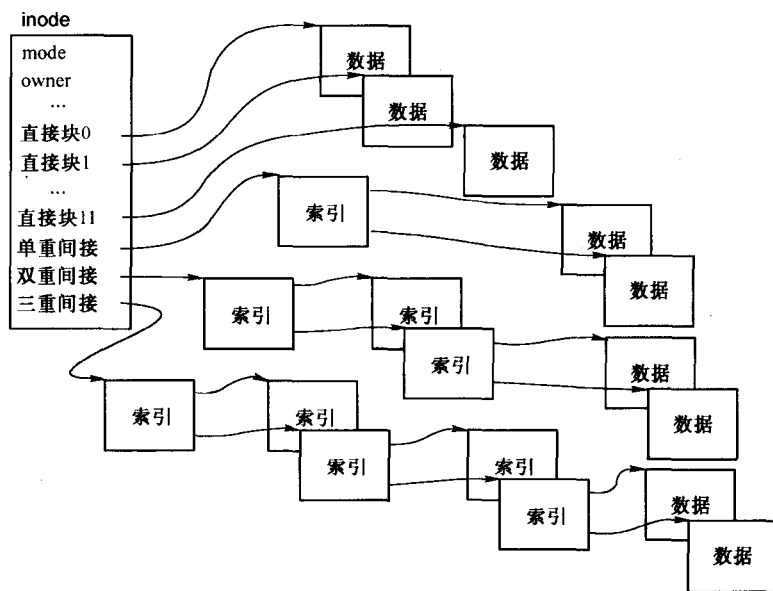 inode
mode
owner
…
直接块0
直接块1
…
直接块11
单重间接
双重间接
三重间接
数据
数据
数据
索引
数据
数据
索引
索引
索引
数据
数据
索引
索引
索引
索引
索引
数据
数据